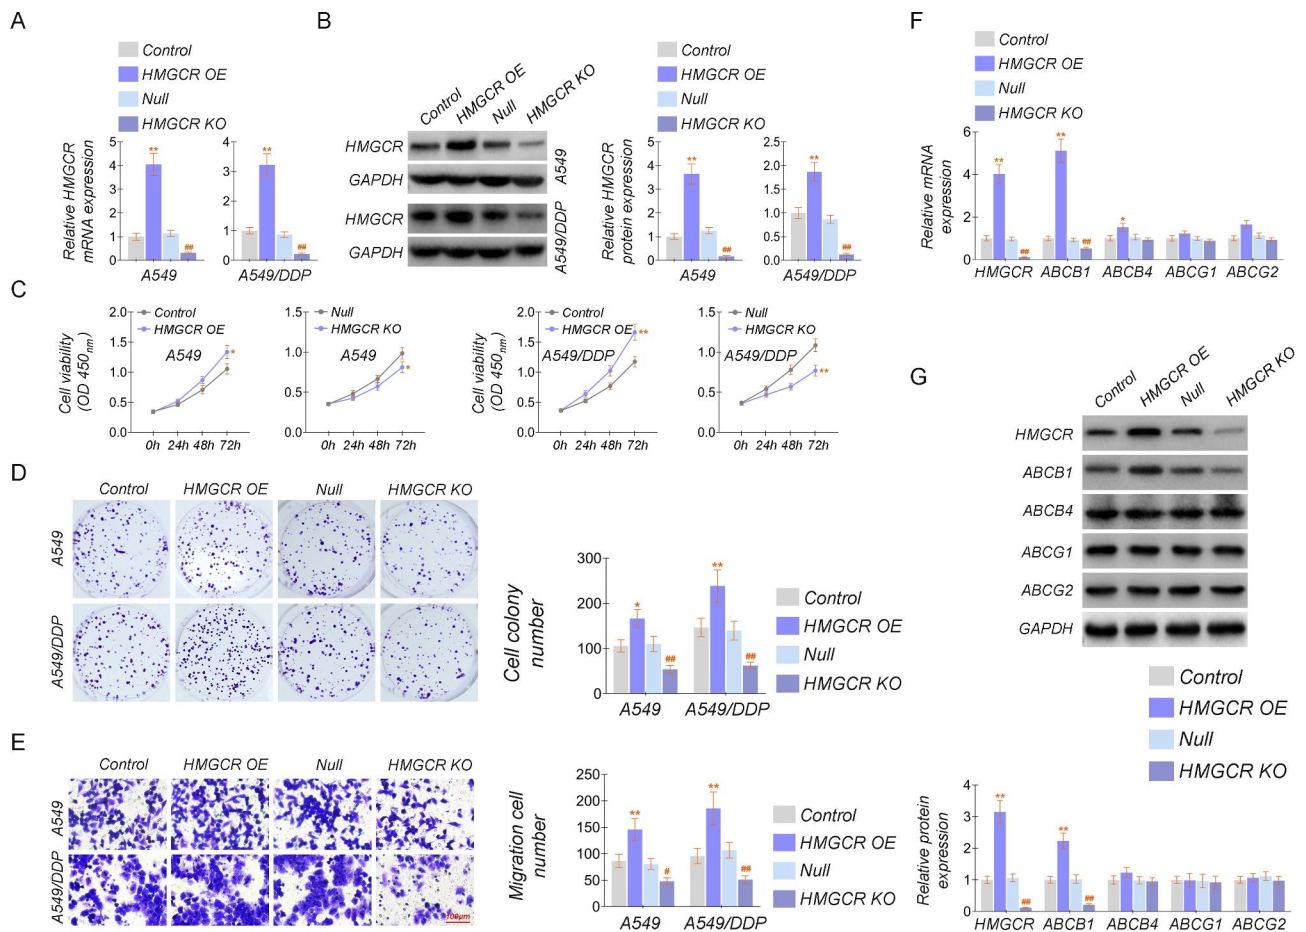 A
Control
HMGCR OE
Null
HMGCR KO
Relative HMGCR
mRNA expression
5
4
3
2
1
0
**
##
A549
4
3
2
1
0
**
##
A549/DDP
B
Control
HMGCR OE
Null
HMGCR KO
HMGCR
GAPDH
A549
HMGCR
GAPDH
A549/DDP
Control
HMGCR OE
Null
HMGCR KO
Relative HMGCR
protein expression
5
4
3
2
1
0
**
##
A549
2.5
2.0
1.5
1.0
0.5
0.0
**
##
A549/DDP
C
Cell viability
(OD 450nm)
2.0
1.5
1.0
0.5
0.0
Control
HMGCR OE
A549
*
0h 24h 48h 72h
1.5
1.0
0.5
0.0
Null
HMGCR KO
A549
*
0h 24h 48h 72h
Cell viability
(OD 450nm)
2.0
1.5
1.0
0.5
0.0
Control
HMGCR OE
A549/DDP
**
0h 24h 48h 72h
1.5
1.0
0.5
0.0
Null
HMGCR KO
A549/DDP
**
0h 24h 48h 72h
D
Control
HMGCR OE
Null
HMGCR KO
A549
A549/DDP
Cell colony
number
300
200
100
0
*
##
**
##
A549
A549/DDP
Control
HMGCR OE
Null
HMGCR KO
E
Control
HMGCR OE
Null
HMGCR KO
A549
A549/DDP
100μm
Migration cell
number
250
200
150
100
50
0
**
#
**
##
A549
A549/DDP
Control
HMGCR OE
Null
HMGCR KO
F
Control
HMGCR OE
Null
HMGCR KO
Relative mRNA
expression
6
4
2
0
**
##
**
##
*
HMGCR ABCB1 ABCB4 ABCG1 ABCG2
G
Control
HMGCR OE
Null
HMGCR KO
HMGCR
ABCB1
ABCB4
ABCG1
ABCG2
GAPDH
Control
HMGCR OE
Null
HMGCR KO
Relative protein
expression
4
3
2
1
0
**
##
**
##
HMGCR ABCB1 ABCB4 ABCG1 ABCG2